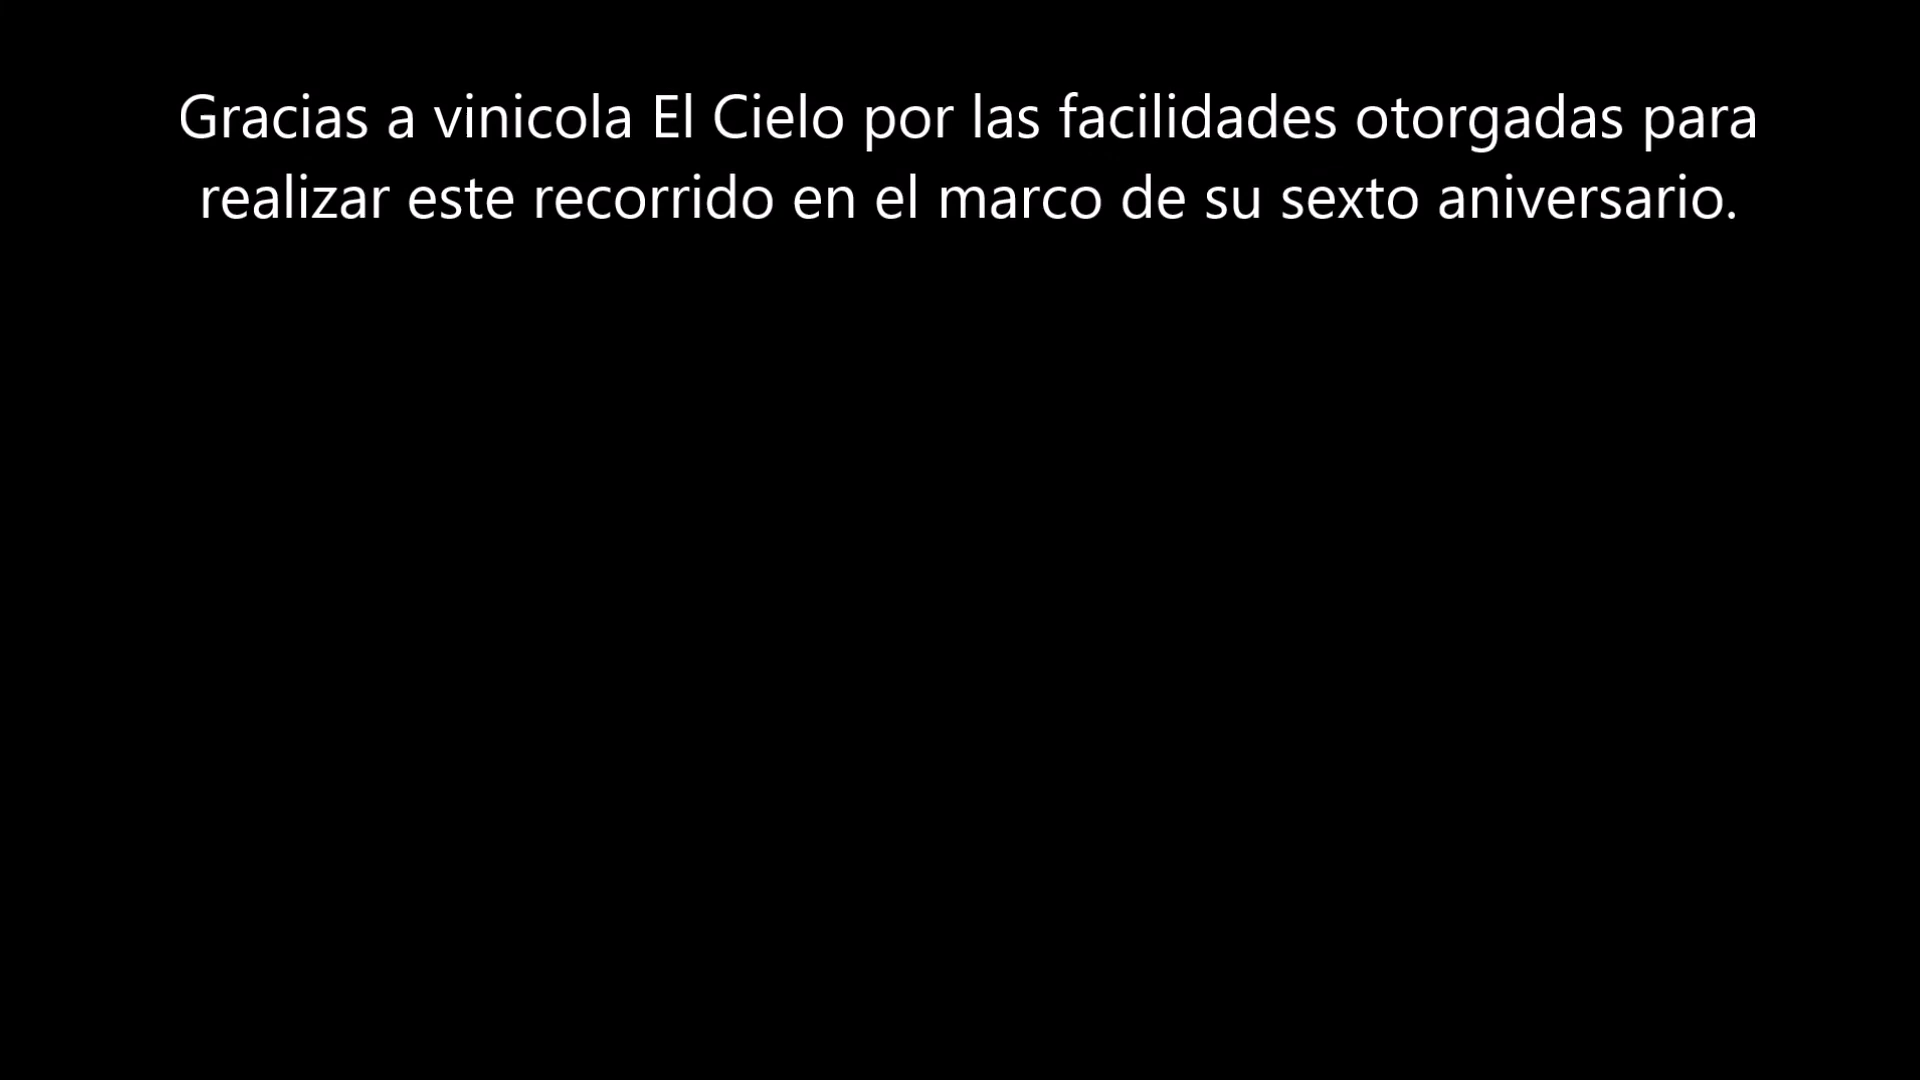 Gracias a vinicola El Cielo por las facilidades otorgadas para
realizar este recorrido en el marco de su sexto aniversario.